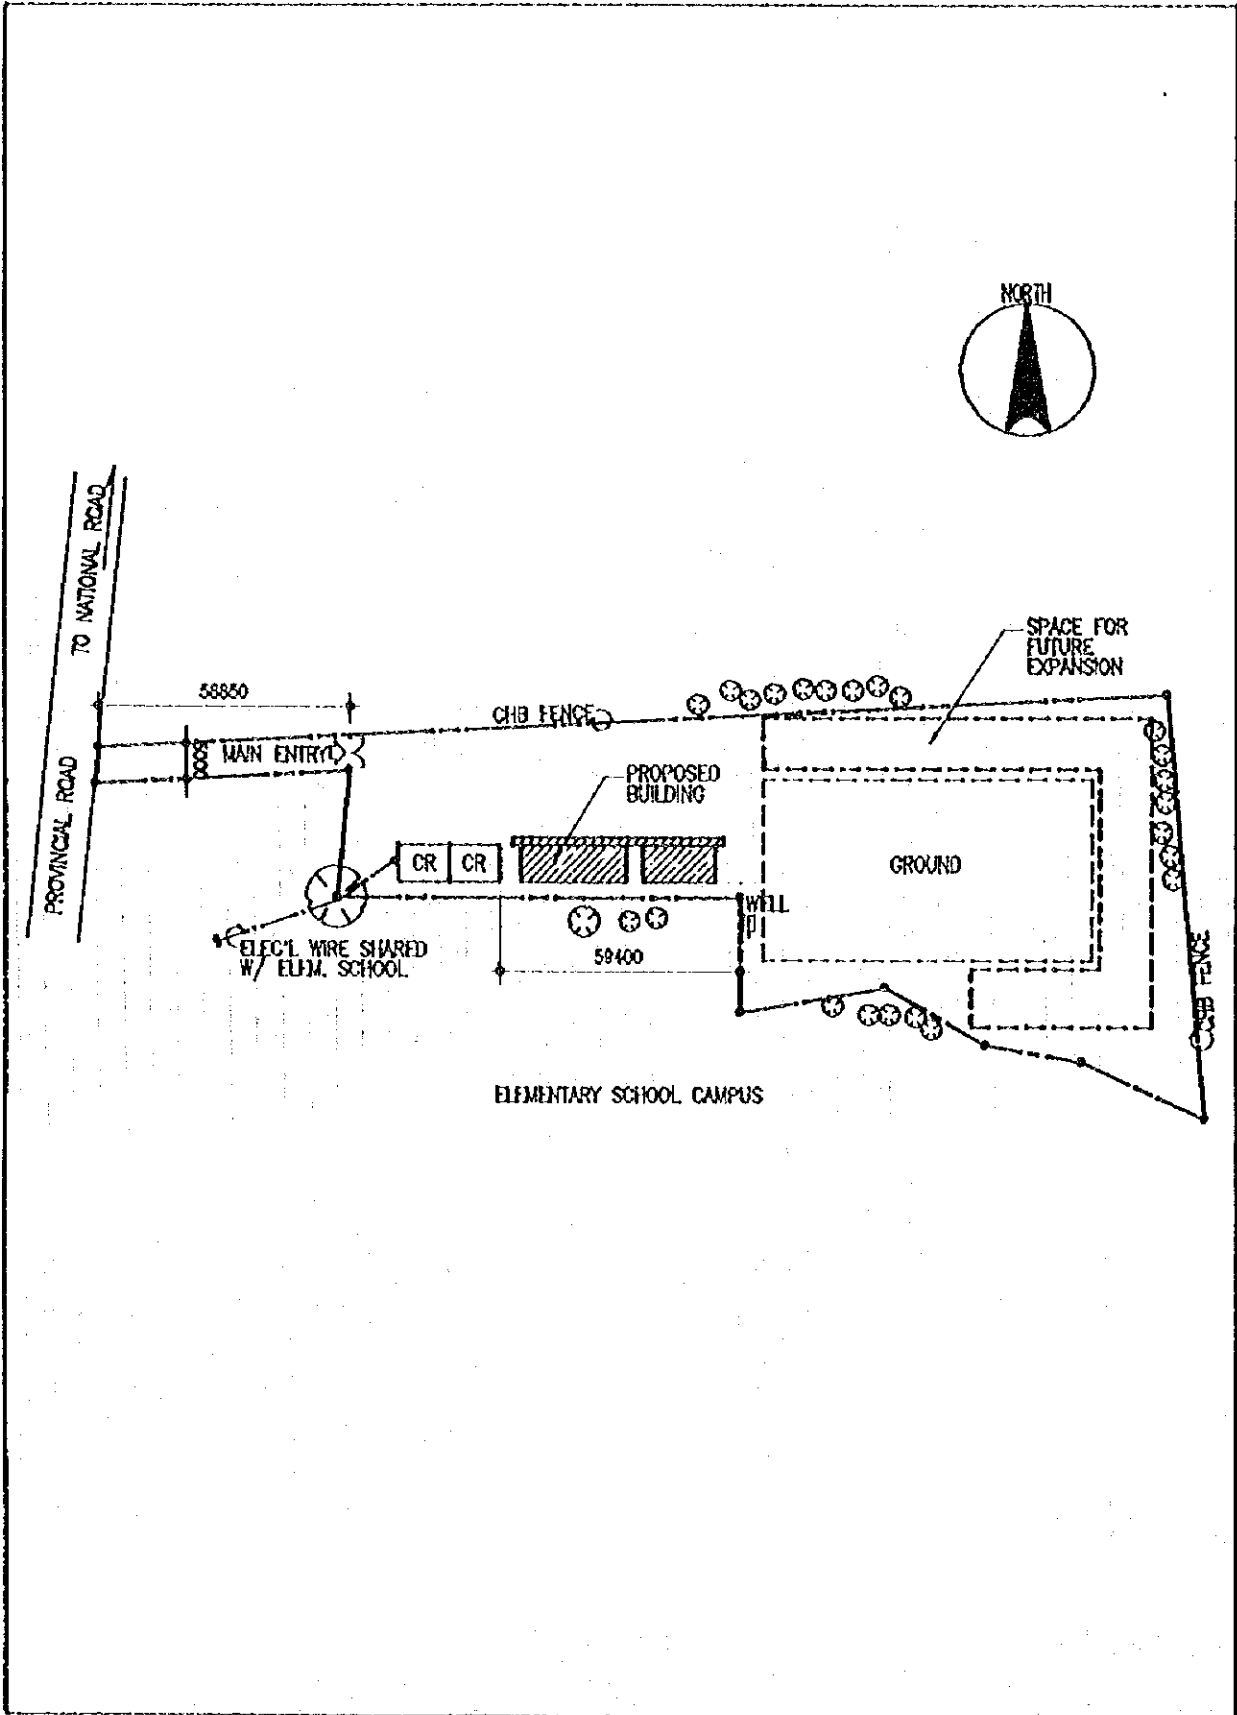 NORTH
TO NATIONAL ROAD
PROVINCIAL ROAD
SPACE FOR
FUTURE
EXPANSION
58850
CHB FENCE
5000
MAIN ENTRY
PROPOSED
BUILDING
CR
CR
GROUND
WELL
ELEC'L WIRE SHARED
W/ ELEM. SCHOOL
59400
CHB FENCE
ELEMENTARY SCHOOL CAMPUS